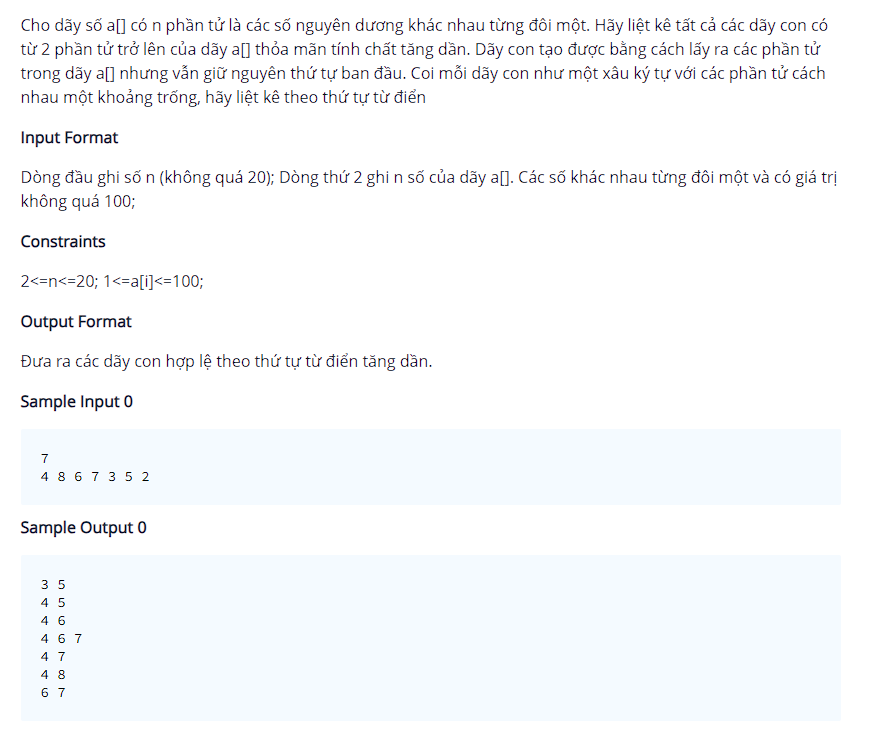 Cho dãy số a[] có n phần tử là các số nguyên dương khác nhau từng đôi một. Hãy liệt kê tất cả các dãy con có
từ 2 phần tử trở lên của dãy a[] thỏa mãn tính chất tăng dần. Dãy con tạo được bằng cách lấy ra các phần tử
trong dãy a[] nhưng vẫn giữ nguyên thứ tự ban đầu. Coi mỗi dãy con như một xâu ký tự với các phần tử cách
nhau một khoảng trống, hãy liệt kê theo thứ tự từ điển
Input Format
Dòng đầu ghi số n (không quá 20); Dòng thứ 2 ghi n số của dãy a[]. Các số khác nhau từng đôi một và có giá trị
không quá 100;
Constraints
2<=n<=20; 1<=a[i]<=100;
Output Format
Đưa ra các dãy con hợp lệ theo thứ tự từ điển tăng dần.
Sample Input 0
7
4 8 6 7 3 5 2
Sample Output 0
3 5
4 5
4 6
4 6 7
4 7
4 8
6 7